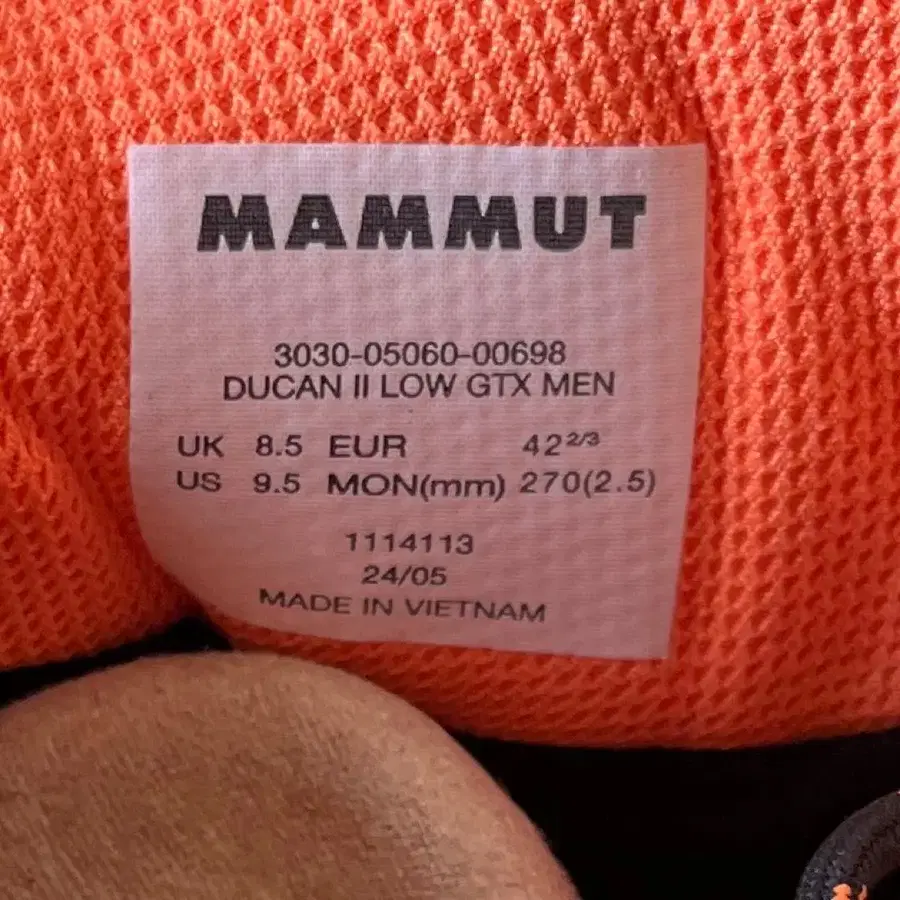 MAMMUT
3030-05060-00698
DUCAN II LOW GTX MEN
UK 8.5 EUR 42 2/3
US 9.5 MON(mm) 270(2.5)
1114113
24/05
MADE IN VIETNAM